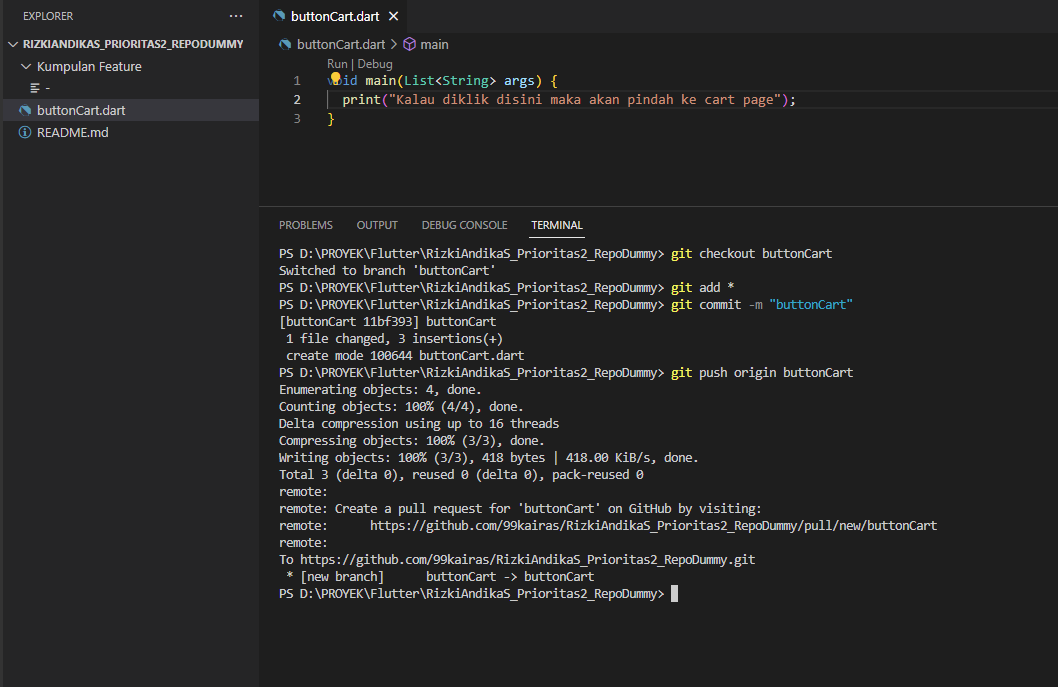 EXPLORER ...
RIZKIANDIKAS_PRIORITAS2_REPODUMMY
Kumpulan Feature
-
buttonCart.dart
README.md
buttonCart.dart
buttonCart.dart > main
Run | Debug
1 void main(List<String> args) {
2 print("Kalau diklik disini maka akan pindah ke cart page");
3 }
PROBLEMS OUTPUT DEBUG CONSOLE TERMINAL
PS D:\PROYEK\Flutter\RizkiAndikaS_Prioritas2_RepoDummy> git checkout buttonCart
Switched to branch 'buttonCart'
PS D:\PROYEK\Flutter\RizkiAndikaS_Prioritas2_RepoDummy> git add *
PS D:\PROYEK\Flutter\RizkiAndikaS_Prioritas2_RepoDummy> git commit -m "buttonCart"
[buttonCart 11bf393] buttonCart
1 file changed, 3 insertions(+)
create mode 100644 buttonCart.dart
PS D:\PROYEK\Flutter\RizkiAndikaS_Prioritas2_RepoDummy> git push origin buttonCart
Enumerating objects: 4, done.
Counting objects: 100% (4/4), done.
Delta compression using up to 16 threads
Compressing objects: 100% (3/3), done.
Writing objects: 100% (3/3), 418 bytes | 418.00 KiB/s, done.
Total 3 (delta 0), reused 0 (delta 0), pack-reused 0
remote:
remote: Create a pull request for 'buttonCart' on GitHub by visiting:
remote: https://github.com/99kairas/RizkiAndikaS_Prioritas2_RepoDummy/pull/new/buttonCart
remote:
To https://github.com/99kairas/RizkiAndikaS_Prioritas2_RepoDummy.git
* [new branch] buttonCart -> buttonCart
PS D:\PROYEK\Flutter\RizkiAndikaS_Prioritas2_RepoDummy>